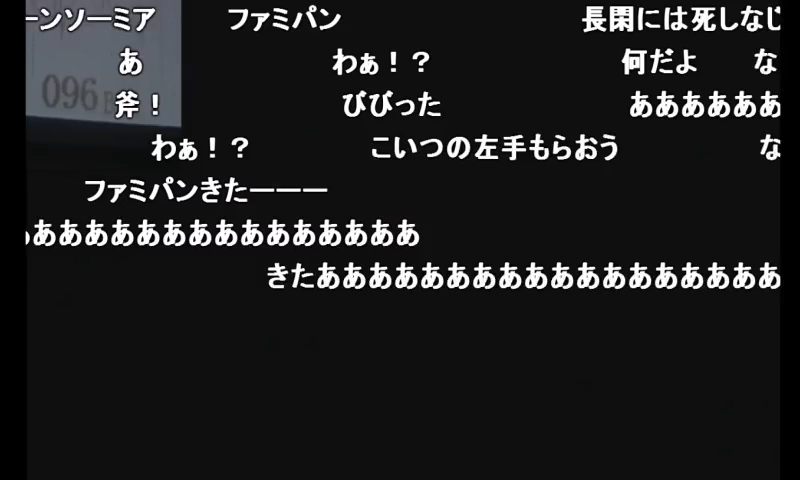 ーンソーミア ファミパン 長閑には死しなじ
あ わぁ！？ 何だよ な
096
斧！ びびった ああああああ
わぁ！？ こいつの左手もらおう な
ファミパンきたーーー
ああああああああああああああああ
きたああああああああああああああああああ